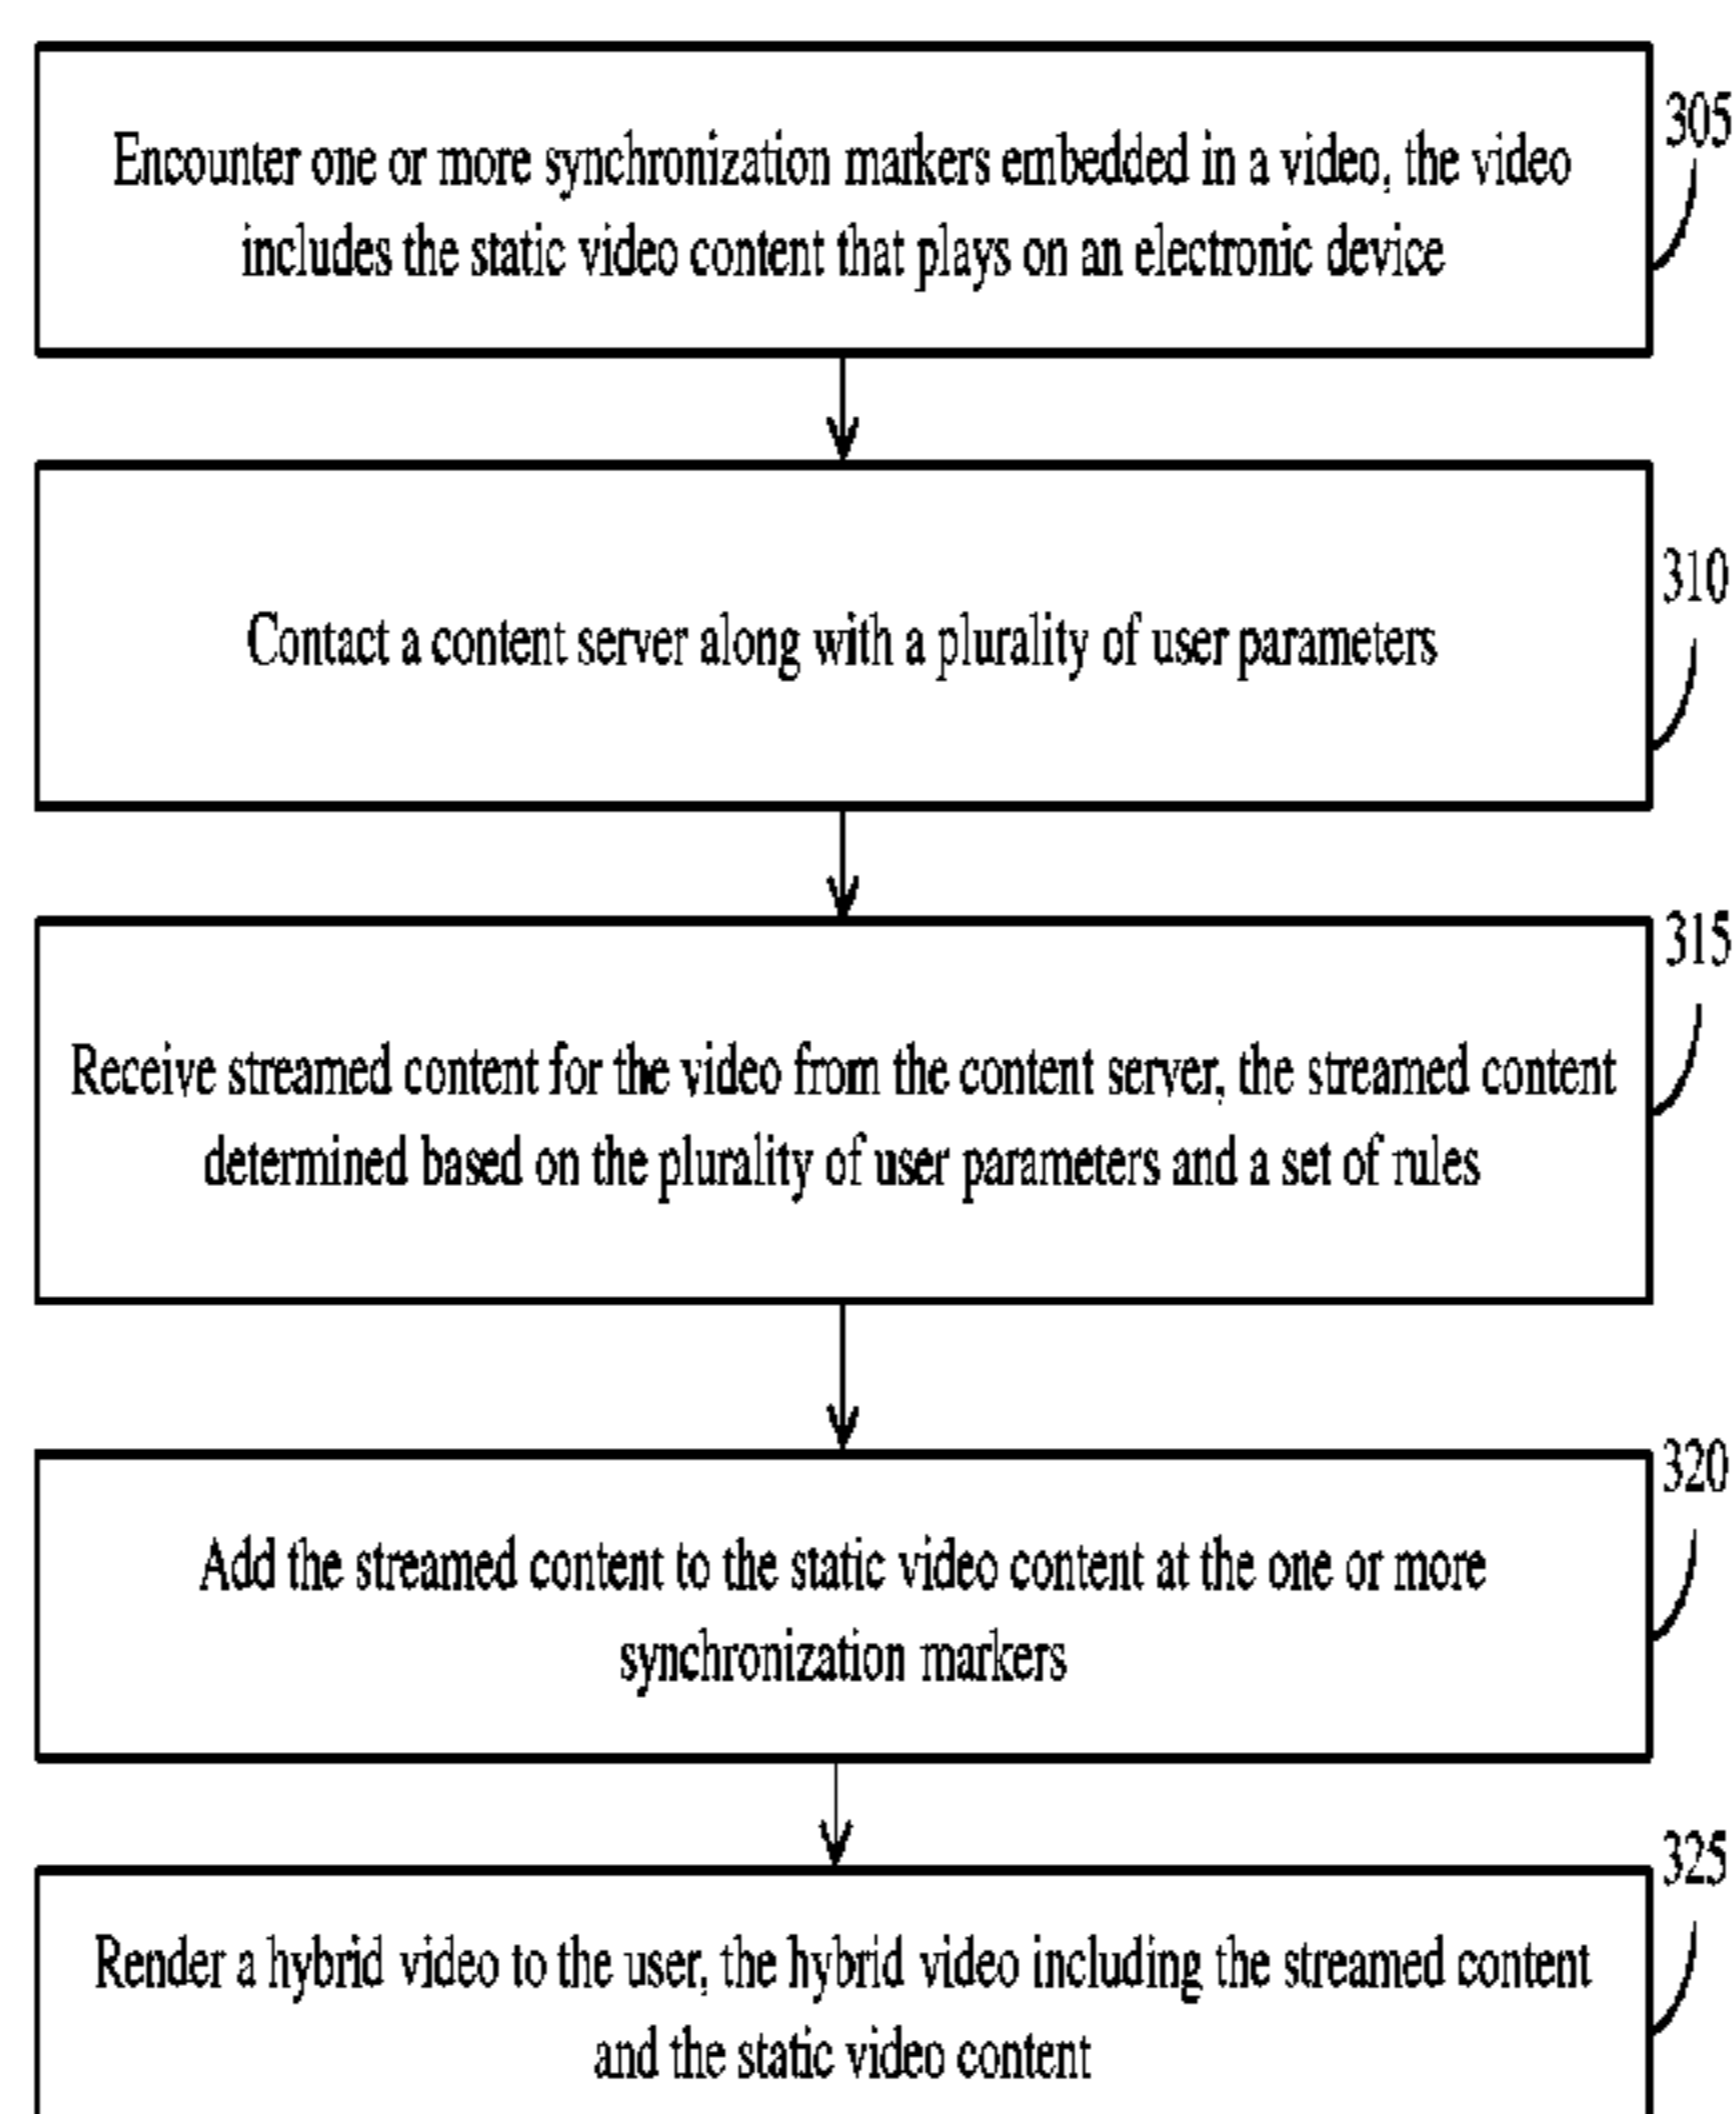 305
Encounter one or more synchronization markers embedded in a video, the video
includes the static video content that plays on an electronic device
310
Contact a content server along with a plurality of user parameters
315
Receive streamed content for the video from the content server, the streamed content
determined based on the plurality of user parameters and a set of rules
320
Add the streamed content to the static video content at the one or more
synchronization markers
325
Render a hybrid video to the user, the hybrid video including the streamed content
and the static video content